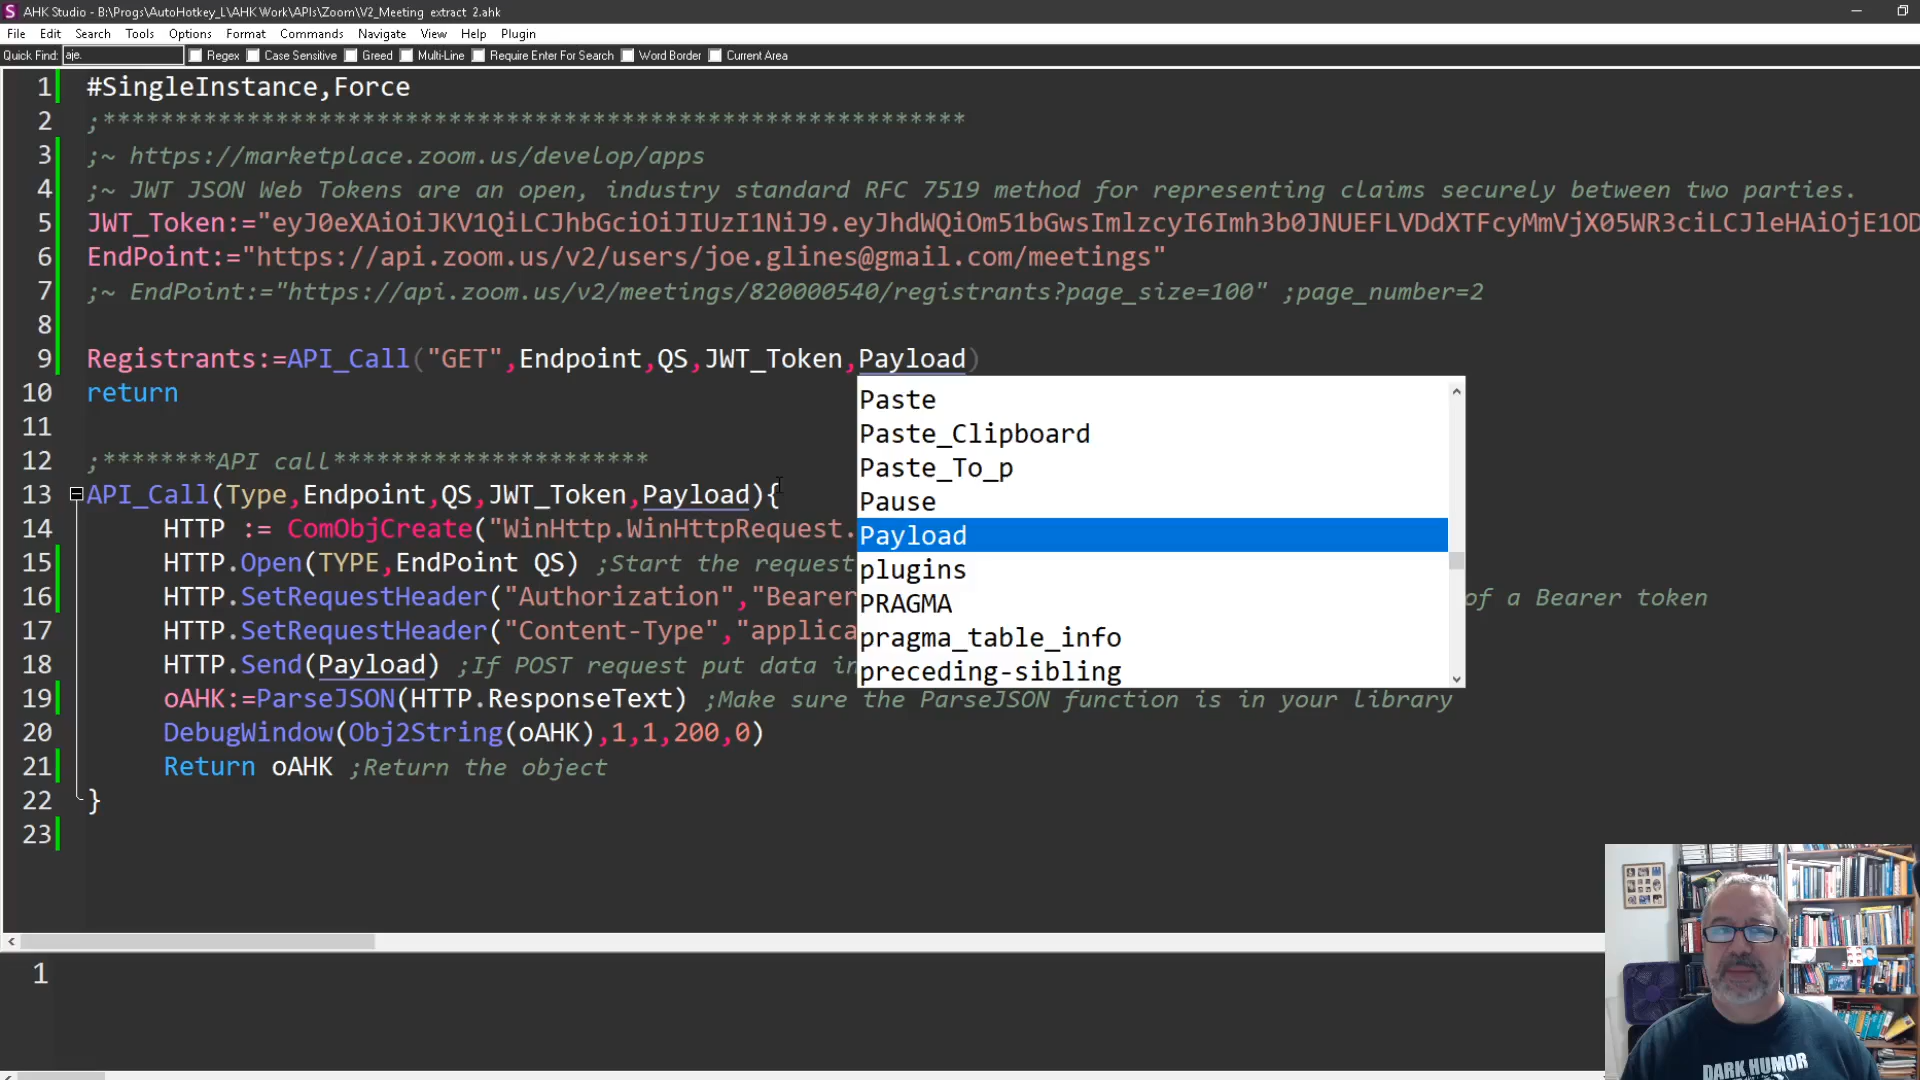 AHK Studio - B:\Progs\AutoHotkey_L\AHK Work\APIs\Zoom\V2_Meeting extract 2.ahk
File Edit Search Tools Options Format Commands Navigate View Help Plugin
Quick Find: aje. Regex Case Sensitive Greed Multi-Line Require Enter For Search Word Border Current Area
1 #SingleInstance,Force
2 ;************************************************************
3 ;~ https://marketplace.zoom.us/develop/apps
4 ;~ JWT JSON Web Tokens are an open, industry standard RFC 7519 method for representing claims securely between two parties.
5 JWT_Token:="eyJ0eXAiOiJKV1QiLCJhbGciOiJIUzI1NiJ9.eyJhdWQiOm51bGwsImlzcyI6Imh3b0JNUEFLVDdXTFcyMmVjX05WR3ciLCJleHAiOjE1OD
6 EndPoint:="https://api.zoom.us/v2/users/joe.glines@gmail.com/meetings"
7 ;~ EndPoint:="https://api.zoom.us/v2/meetings/820000540/registrants?page_size=100" ;page_number=2
8
9 Registrants:=API_Call("GET",Endpoint,QS,JWT_Token,Payload)
10 return
11
12 ;********API call**********************
13 API_Call(Type,Endpoint,QS,JWT_Token,Payload){
14 HTTP := ComObjCreate("WinHttp.WinHttpRequest.
15 HTTP.Open(TYPE,EndPoint QS) ;Start the request
16 HTTP.SetRequestHeader("Authorization","Bearer of a Bearer token
17 HTTP.SetRequestHeader("Content-Type","applica
18 HTTP.Send(Payload) ;If POST request put data in
19 oAHK:=ParseJSON(HTTP.ResponseText) ;Make sure the ParseJSON function is in your library
20 DebugWindow(Obj2String(oAHK),1,1,200,0)
21 Return oAHK ;Return the object
22 }
23
Paste
Paste_Clipboard
Paste_To_p
Pause
Payload
plugins
PRAGMA
pragma_table_info
preceding-sibling
1
DARK HUMOR